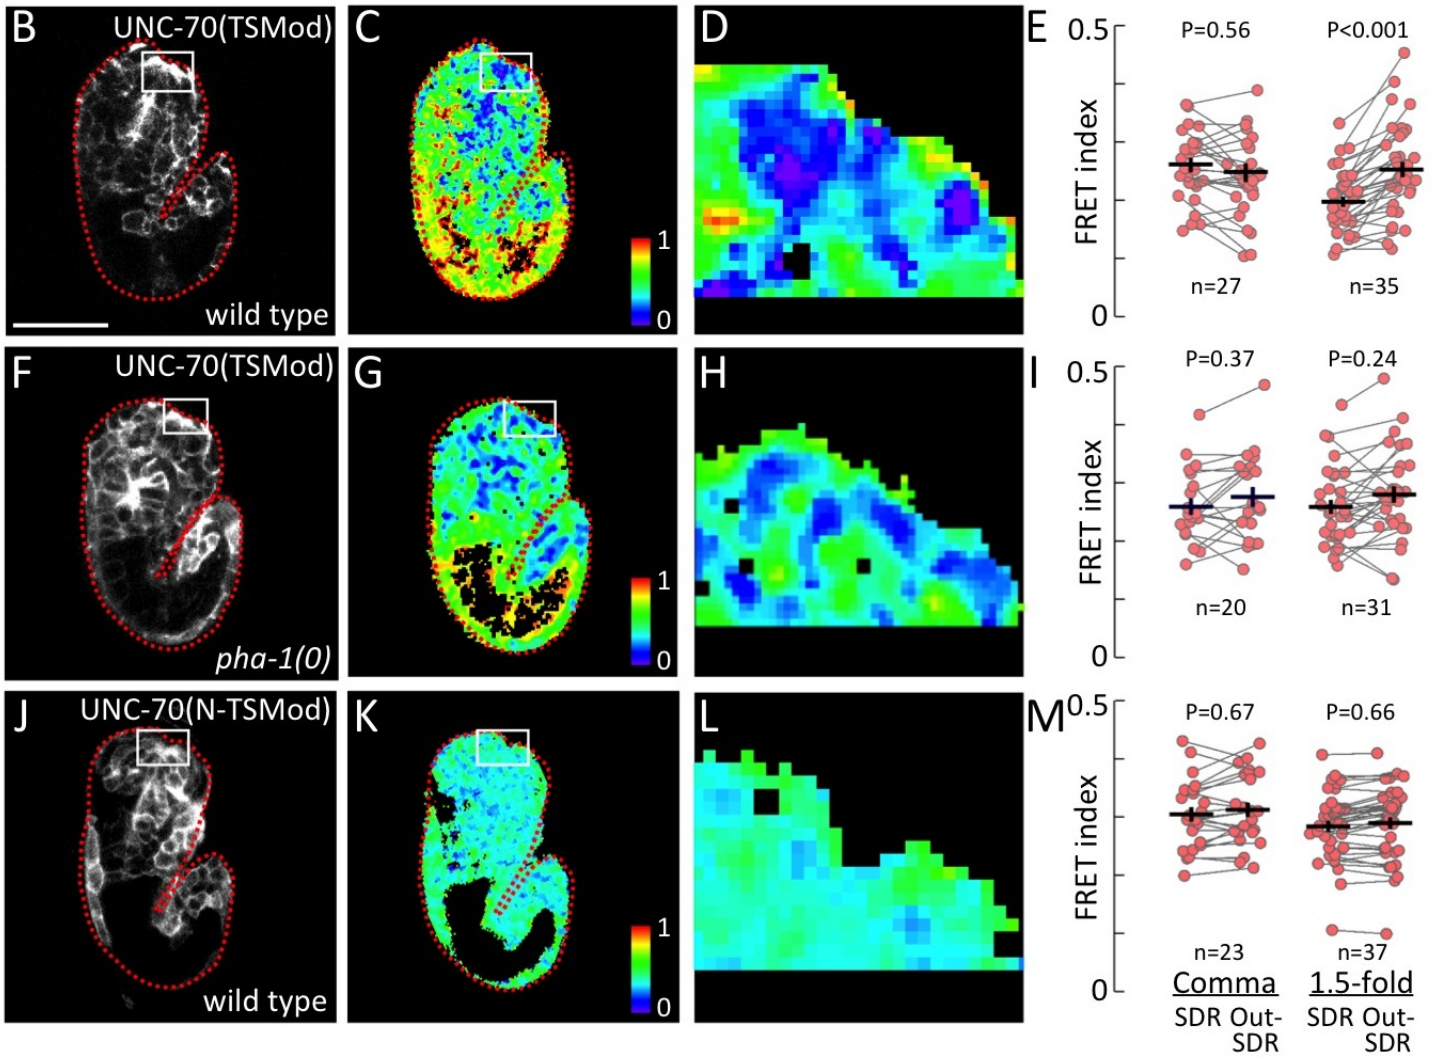 B UNC-70(TSMod)
wild type
C
1
0
D
E 0.5
FRET index
0
P=0.56 P<0.001
n=27 n=35
F UNC-70(TSMod)
pha-1(0)
G
1
0
H
I 0.5
FRET index
0
P=0.37 P=0.24
n=20 n=31
J UNC-70(N-TSMod)
wild type
K
1
0
L
M 0.5
FRET index
0
P=0.67 P=0.66
n=23 n=37
Comma 1.5-fold
SDR Out- SDR Out-
SDR SDR